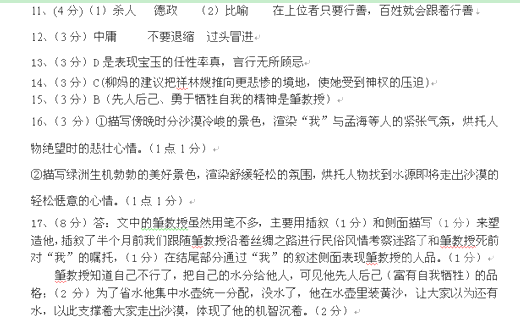 11、(4 分)（1）杀人　德政　（2）比喻　　在上位者只要行善，百姓就会跟着行善
12、（3 分）中庸　　不要退缩　过头冒进
13、（3 分）D 是表现宝玉的任性率真，言行无所顾忌
14、（3 分）C(柳妈的建议把祥林嫂推向更悲惨的境地，使她受到神权的压迫)
15、（3 分）B（先人后己、勇于牺牲自我的精神是肇教授）
16、（3 分）①描写傍晚时分沙漠冷峻的景色，渲染“我”与孟海等人的紧张气氛，烘托人
物绝望时的悲壮心情。（1 点 1 分）
②描写绿洲生机勃勃的美好景色，渲染舒缓轻松的氛围，烘托人物找到水源即将走出沙漠的
轻松惬意的心情。（1 点 1 分）
17、（8 分）答：文中的肇教授虽然用笔不多，主要用插叙（1 分）和侧面描写（1 分）来塑
造他，插叙了半个月前我们跟随肇教授沿着丝绸之路进行民俗风情考察迷路了和肇教授死前
对“我”的嘱托，（1 分）在结尾部分通过“我”的叙述侧面表现肇教授的人品。（1 分）
肇教授知道自己不行了，把自己的水分给他人，可见他先人后己（富有自我牺牲）的品
格；（2 分）为了省水他集中水壶统一分配，没水了，他在水壶里装黄沙，让大家以为还有
水，以此支撑着大家走出沙漠，体现了他的机智沉着。（2 分）